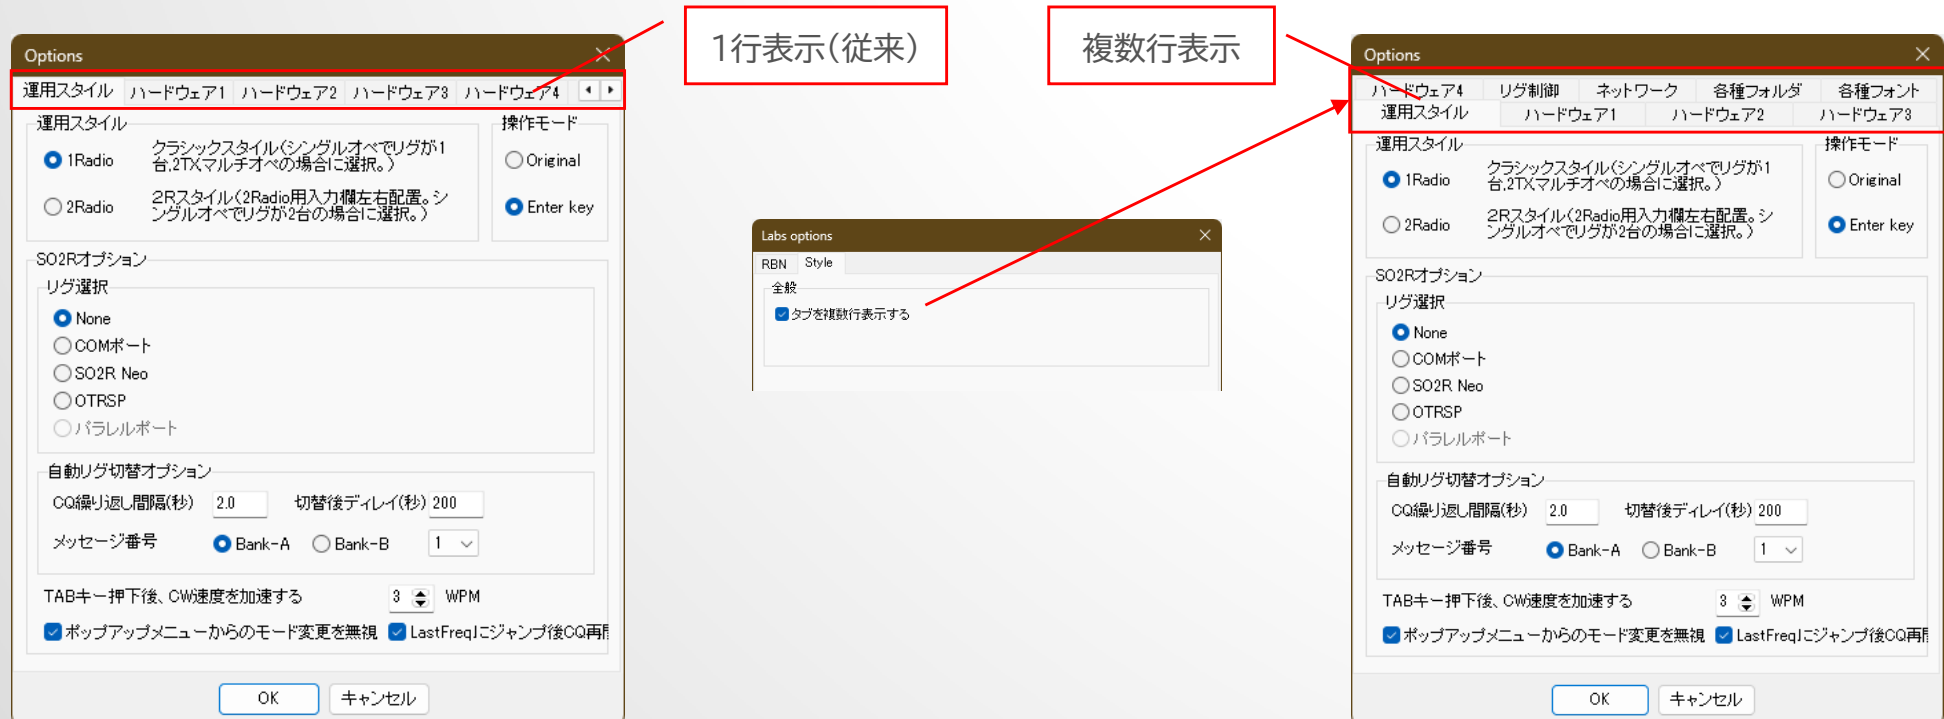 1行表示(従来)
複数行表示
Options
運用スタイル ハードウェア1 ハードウェア2 ハードウェア3 ハードウェア4
運用スタイル
1Radio
クラシックスタイル(シングルオペでリグが1
台,2TX,マルチオペの場合に選択。)
2Radio
2Rスタイル(2Radio用入力欄左右配置。シ
ングルオペでリグが2台の場合に選択。)
操作モード
Original
Enter key
SO2Rオプション
リグ選択
None
COMポート
SO2R Neo
OTRSP
パラレルポート
自動リグ切替オプション
CQ繰り返し間隔(秒) 2.0 切替後ディレイ(秒) 200
メッセージ番号 Bank-A Bank-B 1
TABキー押下後、CW速度を加速する 3 WPM
ポップアップメニューからのモード変更を無視 LastFreqにジャンプ後CQ再
OK キャンセル
Labs options
RBN Style
全般
タブを複数行表示する
Options
ハードウェア4 リグ制御 ネットワーク 各種フォルダ 各種フォント
運用スタイル ハードウェア1 ハードウェア2 ハードウェア3
運用スタイル
1Radio
クラシックスタイル(シングルオペでリグが1
台,2TX,マルチオペの場合に選択。)
2Radio
2Rスタイル(2Radio用入力欄左右配置。シ
ングルオペでリグが2台の場合に選択。)
操作モード
Original
Enter key
SO2Rオプション
リグ選択
None
COMポート
SO2R Neo
OTRSP
パラレルポート
自動リグ切替オプション
CQ繰り返し間隔(秒) 2.0 切替後ディレイ(秒) 200
メッセージ番号 Bank-A Bank-B 1
TABキー押下後、CW速度を加速する 3 WPM
ポップアップメニューからのモード変更を無視 LastFreqにジャンプ後CQ再
OK キャンセル